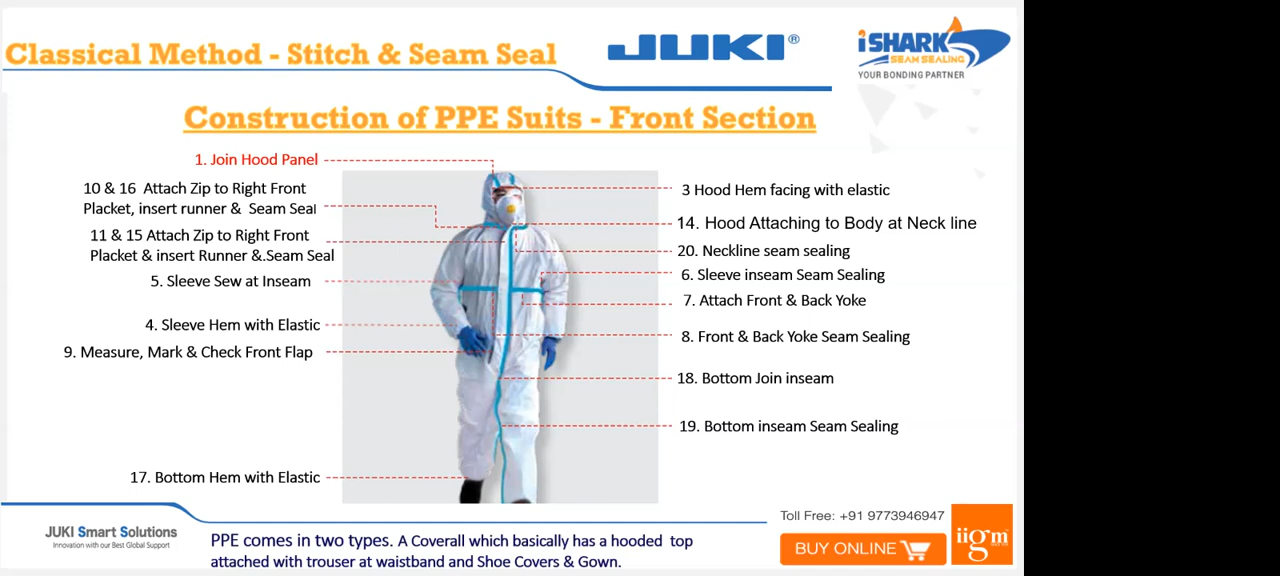 Classical Method - Stitch & Seam Seal
JUKI®
iSHARK
SEAM SEALING
YOUR BONDING PARTNER
Construction of PPE Suits - Front Section
1. Join Hood Panel
10 & 16 Attach Zip to Right Front
Placket, insert runner & Seam Seal
11 & 15 Attach Zip to Right Front
Placket & insert Runner &.Seam Seal
5. Sleeve Sew at Inseam
4. Sleeve Hem with Elastic
9. Measure, Mark & Check Front Flap
17. Bottom Hem with Elastic
3 Hood Hem facing with elastic
14. Hood Attaching to Body at Neck line
20. Neckline seam sealing
6. Sleeve inseam Seam Sealing
7. Attach Front & Back Yoke
8. Front & Back Yoke Seam Sealing
18. Bottom Join inseam
19. Bottom inseam Seam Sealing
JUKI Smart Solutions
Innovation with our Best Global Support
PPE comes in two types. A Coverall which basically has a hooded top
attached with trouser at waistband and Shoe Covers & Gown.
Toll Free: +91 9773946947
BUY ONLINE
iigm